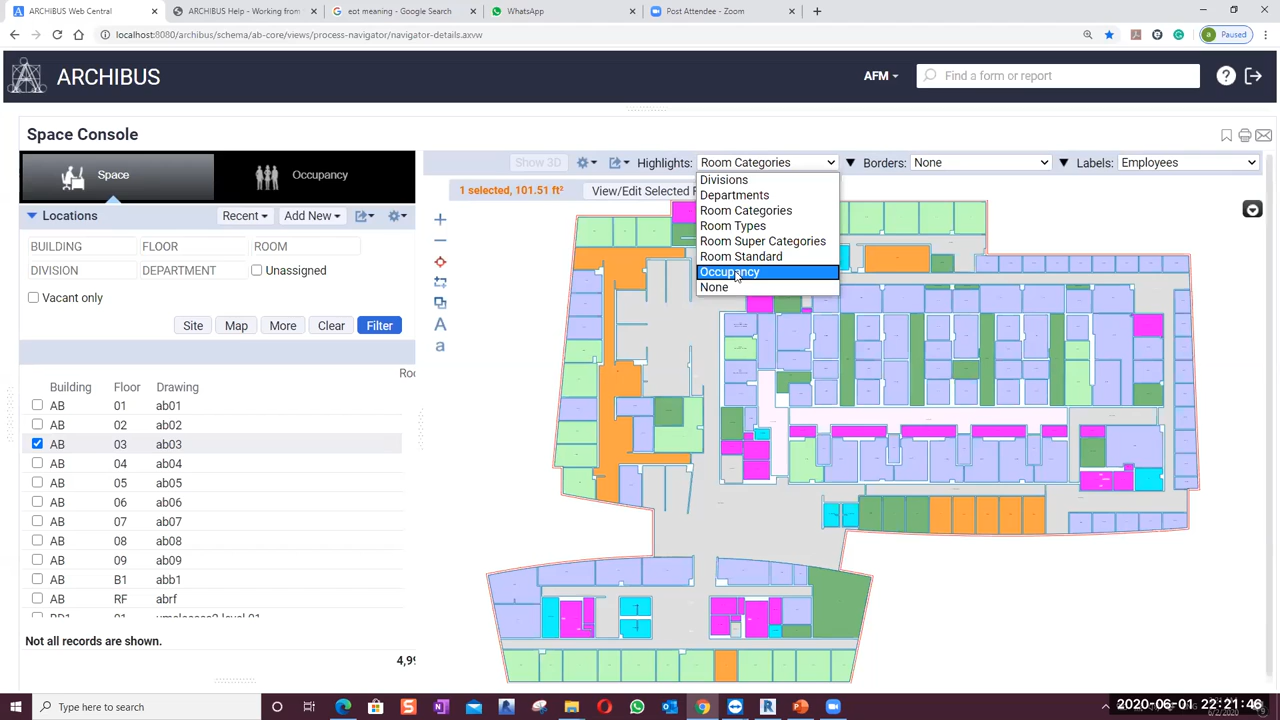 ARCHIBUS Web Central
ARCHIBUS Help - Working from
eot meaning - Google Search
WhatsApp
Post Attendee - Zoom
localhost:8080/archibus/schema/ab-core/views/process-navigator/navigator-details.axvw
a Paused
ARCHIBUS
AFM
Find a form or report
Space Console
Space
Occupancy
Show 3D
Highlights: Room Categories
Borders: None
Labels: Employees
Locations
Recent
Add New
1 selected, 101.51 ft²
View/Edit Selected
Divisions
Departments
Room Categories
Room Types
Room Super Categories
Room Standard
Occupancy
None
BUILDING
FLOOR
ROOM
DIVISION
DEPARTMENT
Unassigned
Vacant only
Site
Map
More
Clear
Filter
A
a
Building Floor Drawing
AB 01 ab01
AB 02 ab02
AB 03 ab03
AB 04 ab04
AB 05 ab05
AB 06 ab06
AB 07 ab07
AB 08 ab08
AB 09 ab09
AB B1 abb1
AB RF abrf
Not all records are shown.
4,99
Type here to search
2020-06-01 22:21:46
6/2/2020